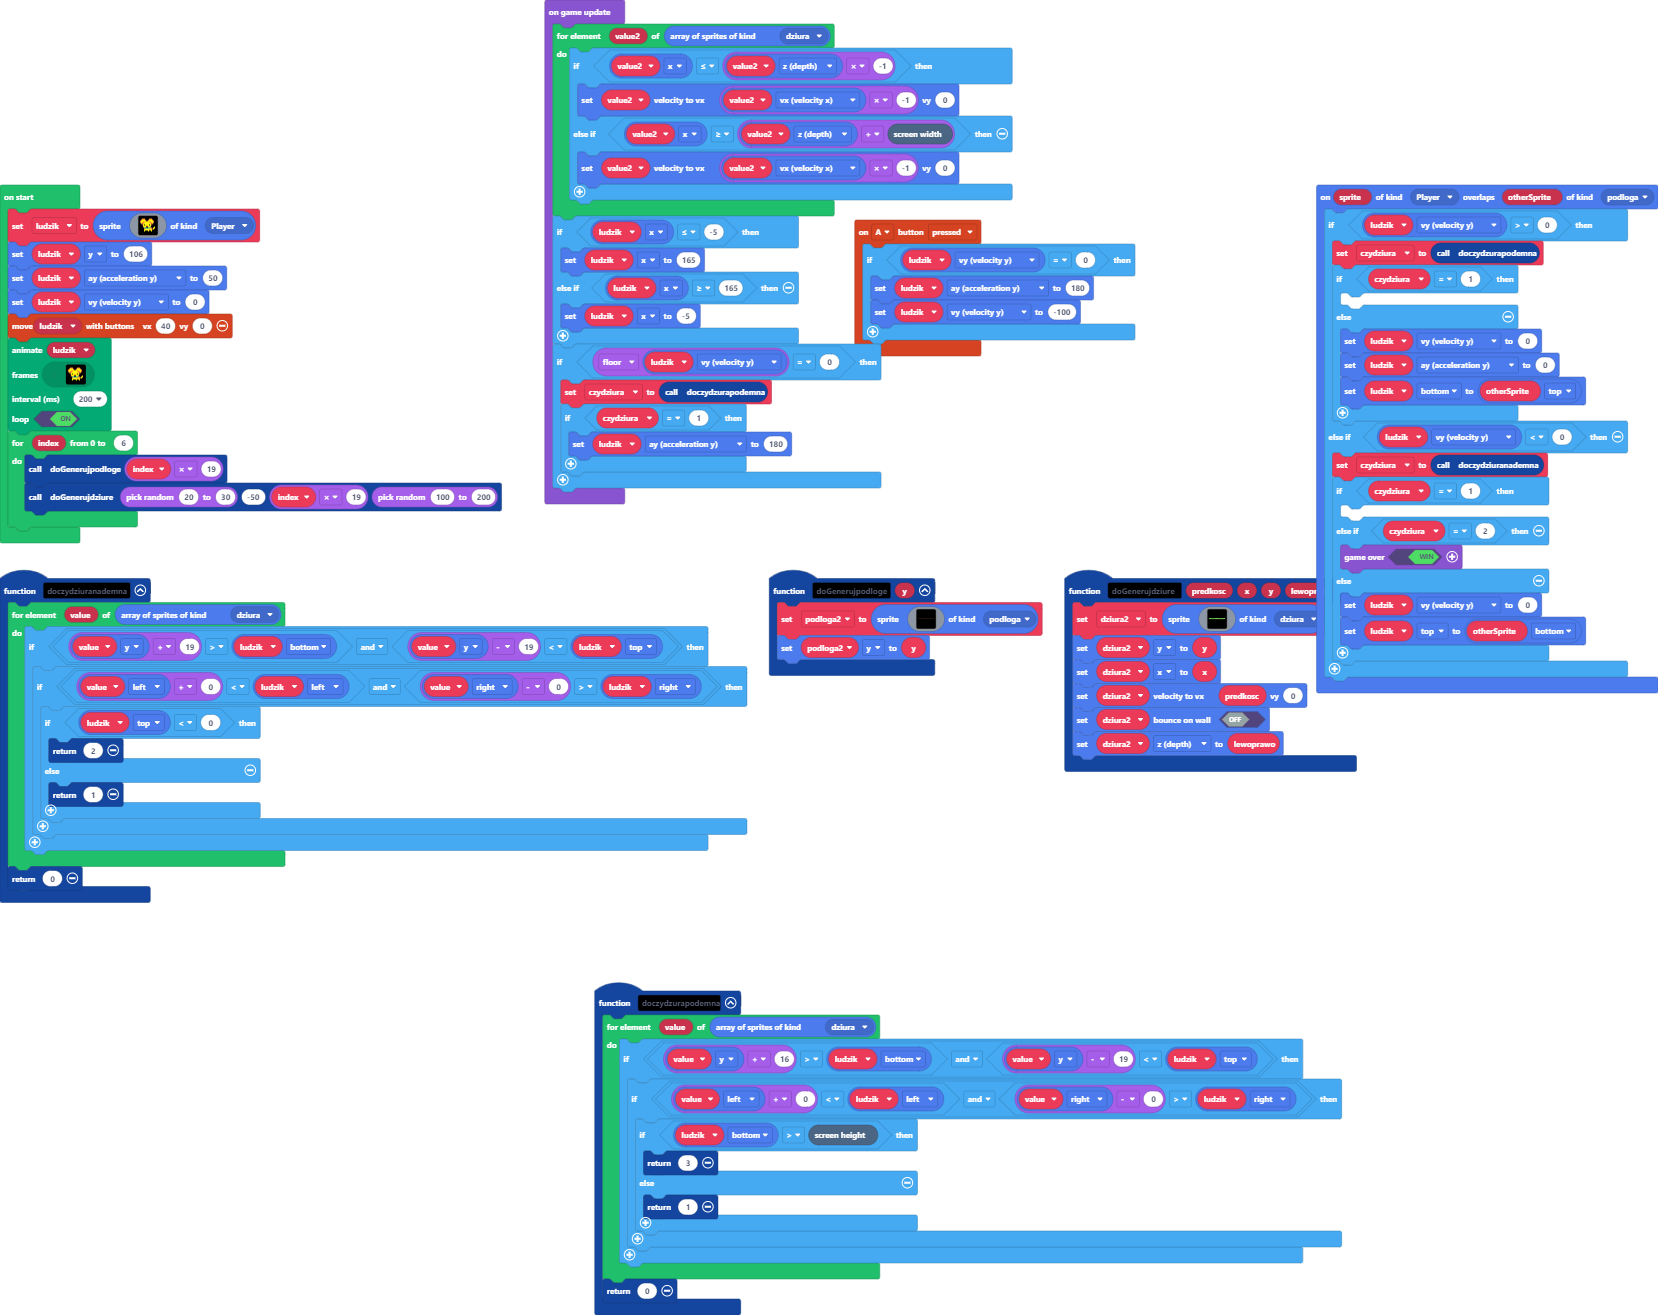 on start
set ludzik to sprite of kind Player
set ludzik y to 106
set ludzik ay (acceleration y) to 50
set ludzik vy (velocity y) to 0
move ludzik with buttons vx 40 vy 0
animate ludzik
frames
interval (ms) 200
loop ON
for index from 0 to 6
do
call doGenerujpodloge index × 19
call doGenerujdziure pick random 20 to 30 -50 index × 19 pick random 100 to 200
on game update
for element value2 of array of sprites of kind dziura
do
if value2 x ≤ value2 z (depth) × -1 then
set value2 velocity to vx value2 vx (velocity x) × -1 vy 0
else if value2 x ≥ value2 z (depth) + screen width then
set value2 velocity to vx value2 vx (velocity x) × -1 vy 0
if ludzik x ≤ -5 then
set ludzik x to 165
else if ludzik x ≥ 165 then
set ludzik x to -5
if floor ludzik vy (velocity y) = 0 then
set czydziura to call doczydzurapodemna
if czydziura = 1 then
set ludzik ay (acceleration y) to 180
on A button pressed
if ludzik vy (velocity y) = 0 then
set ludzik ay (acceleration y) to 180
set ludzik vy (velocity y) to -100
on sprite of kind Player overlaps otherSprite of kind podloga
if ludzik vy (velocity y) > 0 then
set czydziura to call doczydzurapodemna
if czydziura = 1 then
else
set ludzik vy (velocity y) to 0
set ludzik ay (acceleration y) to 0
set ludzik bottom to otherSprite top
else if ludzik vy (velocity y) < 0 then
set czydziura to call doczydziuranademna
if czydziura = 1 then
else if czydziura = 2 then
game over WIN
else
set ludzik vy (velocity y) to 0
set ludzik top to otherSprite bottom
function doczydziuranademna
for element value of array of sprites of kind dziura
do
if value y + 19 > ludzik bottom and value y - 19 < ludzik top then
if value left + 0 < ludzik left and value right - 0 > ludzik right then
if ludzik top < 0 then
return 2
else
return 1
return 0
function doGenerujpodloge y
set podloga2 to sprite of kind podloga
set podloga2 y to y
function doGenerujdziure predkosc x y lewopr
set dziura2 to sprite of kind dziura
set dziura2 y to y
set dziura2 x to x
set dziura2 velocity to vx predkosc vy 0
set dziura2 bounce on wall OFF
set dziura2 z (depth) to lewoprawo
function doczydzurapodemna
for element value of array of sprites of kind dziura
do
if value y + 16 > ludzik bottom and value y - 19 < ludzik top then
if value left + 0 < ludzik left and value right - 0 > ludzik right then
if ludzik bottom > screen height then
return 3
else
return 1
return 0